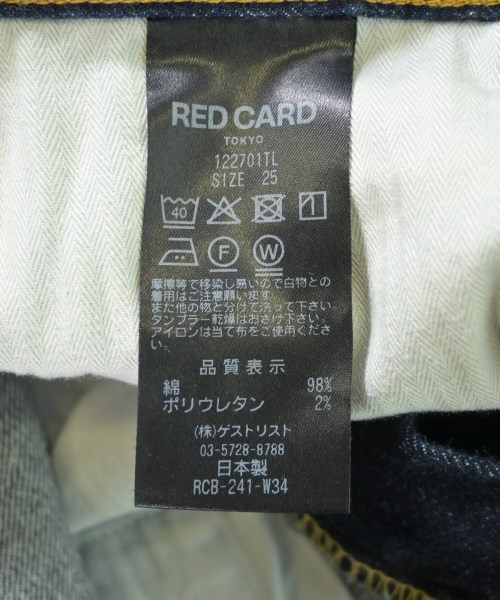 RED CARD
TOKYO
122701TL
SIZE 25
40
F W
摩擦等で移染し易いので白物との
着用はご注意願います。
また他の物と分けて洗って下さい。
タンブラー乾燥はおさけ下さい。
アイロンは当て布をご使用くださ
い。
品質表示
綿 98%
ポリウレタン 2%
(株)ゲストリスト
03-5728-8788
日本製
RCB-241-W34